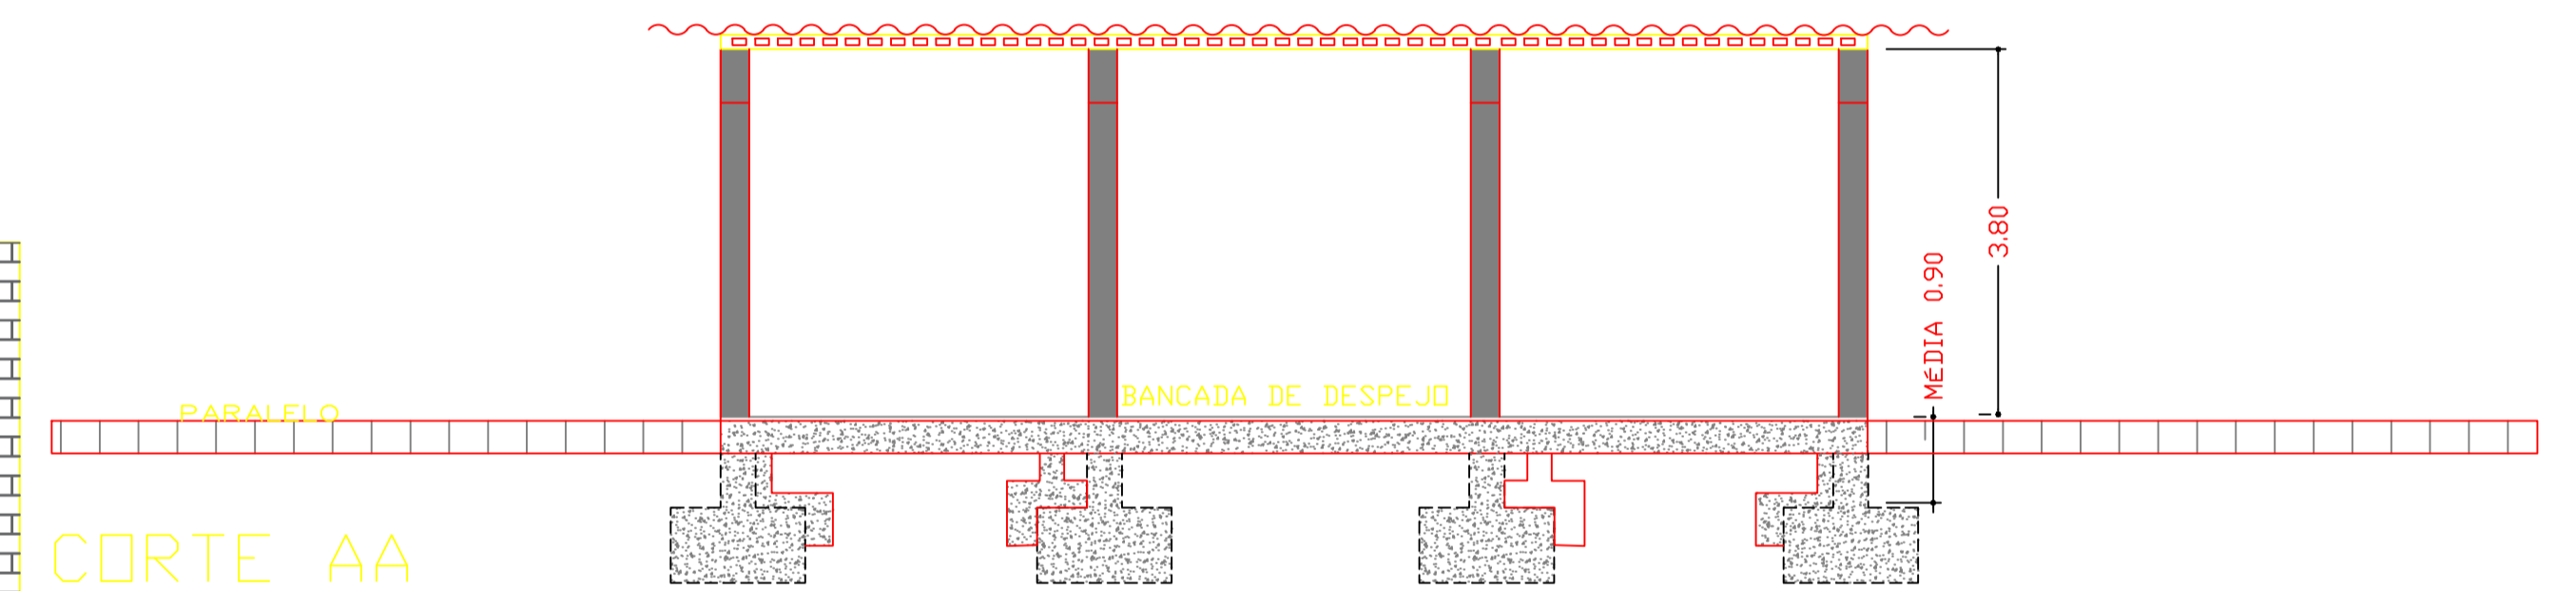 3.80
MÉDIA 0.90
BANCADA DE DESPEJO
PARALELO
CORTE AA